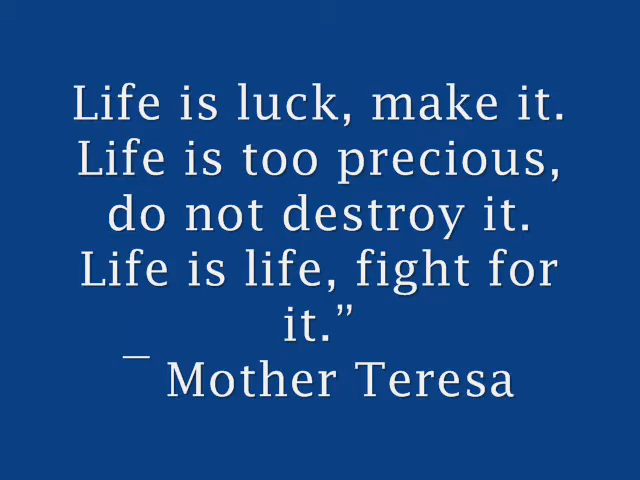 Life is luck, make it.
Life is too precious,
do not destroy it.
Life is life, fight for
it.”
― Mother Teresa